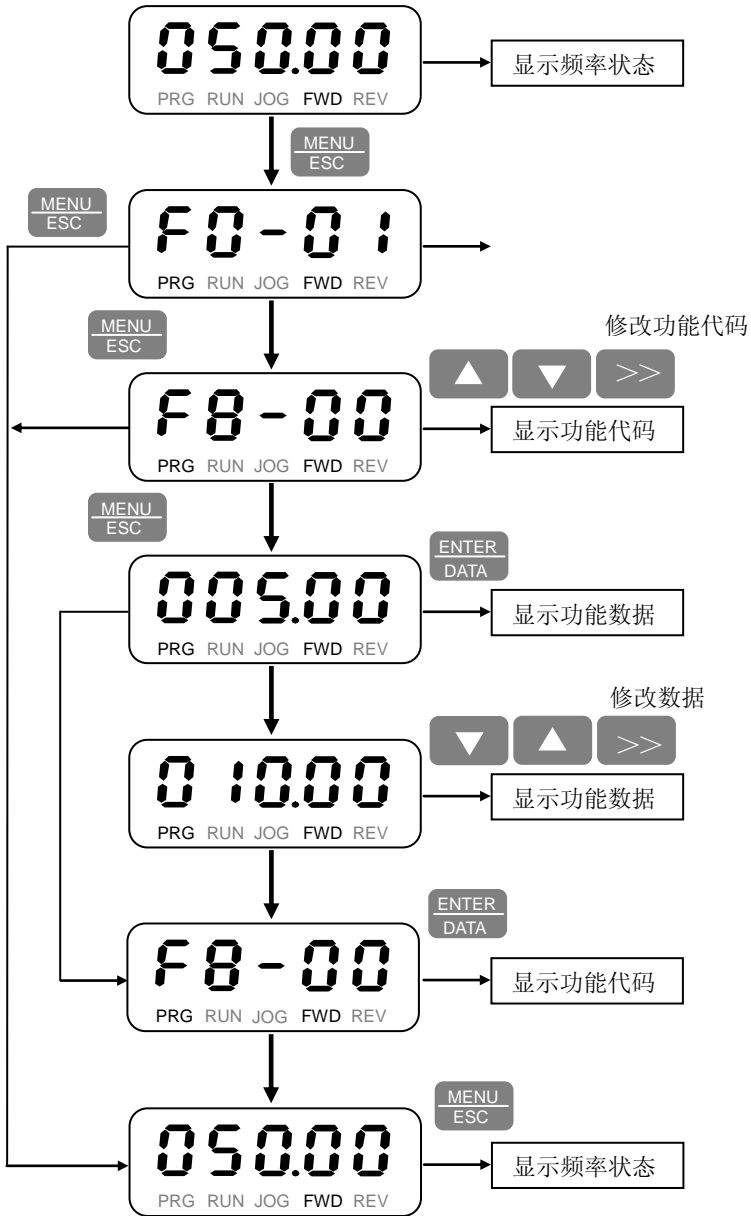 050.00
显示频率状态
PRG RUN JOG FWD REV
MENU
ESC
MENU
ESC
F0-01
PRG RUN JOG FWD REV
MENU
ESC
修改功能代码
▲ ▼ >>
F8-00
显示功能代码
PRG RUN JOG FWD REV
MENU
ESC
ENTER
DATA
005.00
显示功能数据
PRG RUN JOG FWD REV
修改数据
▼ ▲ >>
010.00
显示功能数据
PRG RUN JOG FWD REV
ENTER
DATA
F8-00
显示功能代码
PRG RUN JOG FWD REV
MENU
ESC
050.00
显示频率状态
PRG RUN JOG FWD REV